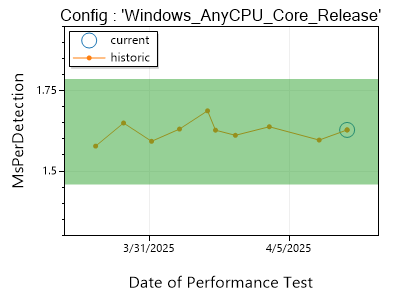 Config : 'Windows_AnyCPU_Core_Release'
current
historic
MsPerDetection
1.75
1.5
3/31/2025
4/5/2025
Date of Performance Test